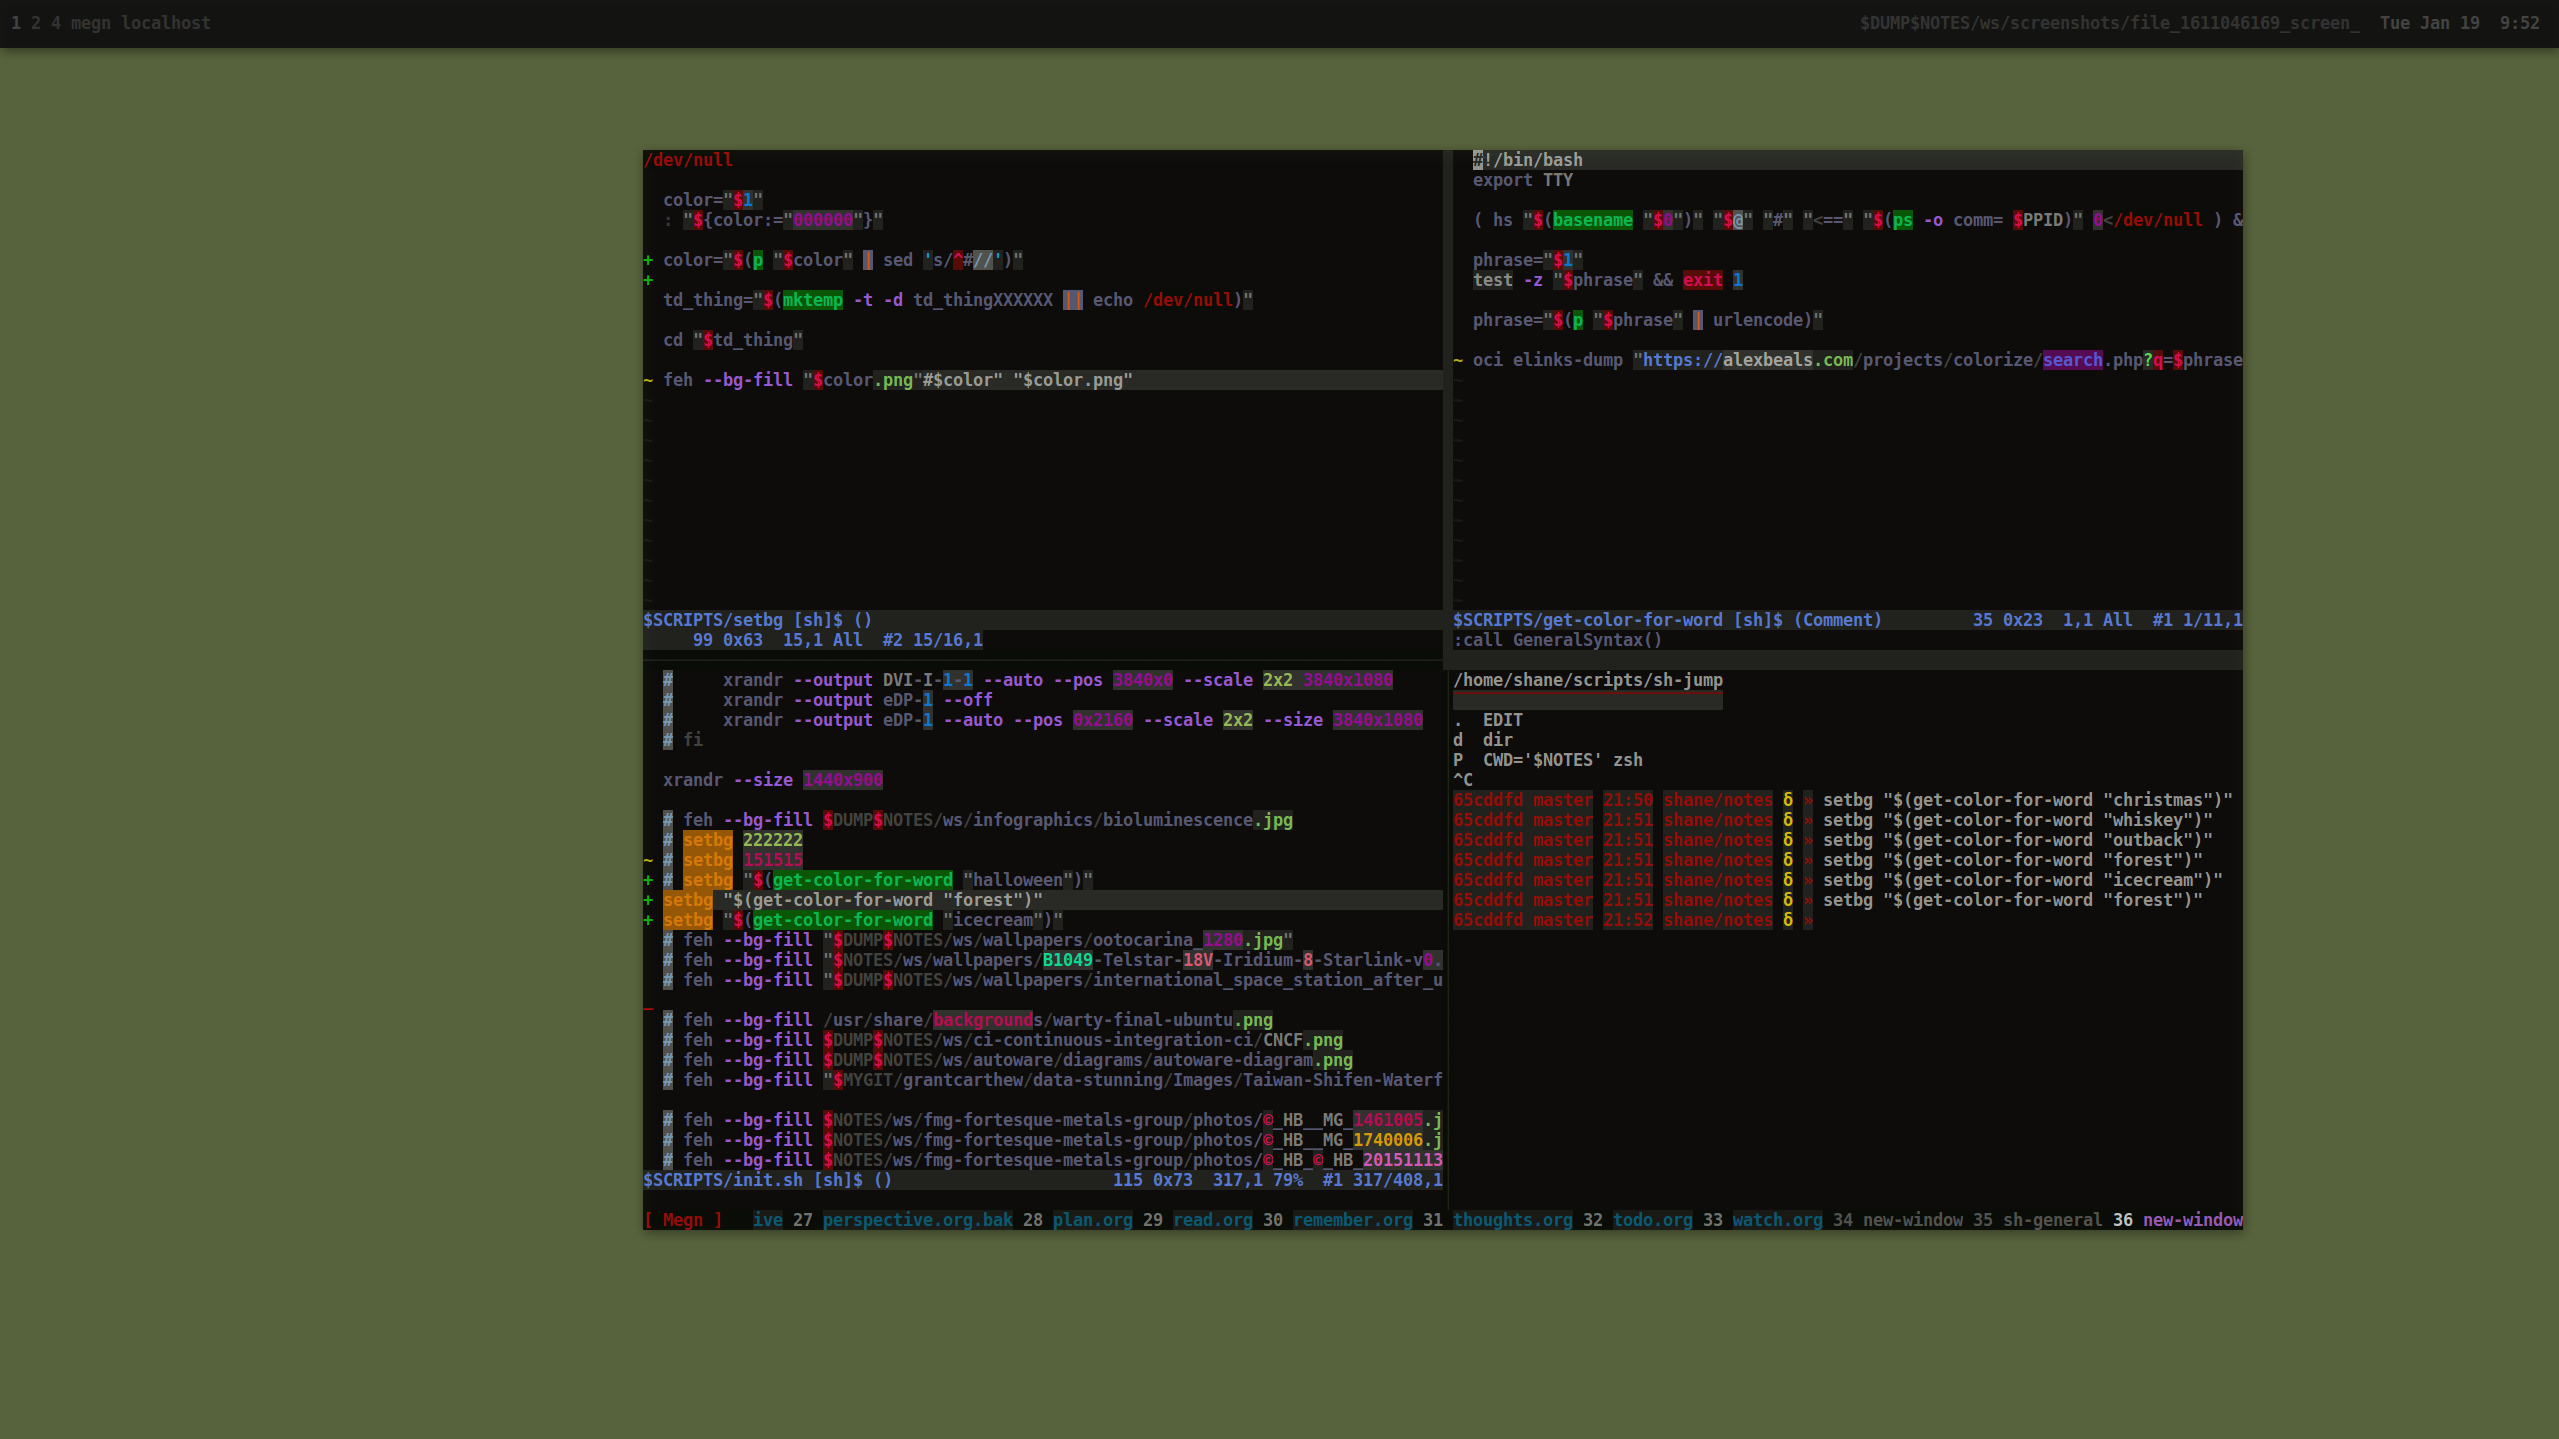 1 2 4 megn localhost
$DUMP$NOTES/ws/screenshots/file_1611046169_screen_  Tue Jan 19  9:52
/dev/null
color="$1"
: "${color:="000000"}"
+ color="$(p "$color" | sed 's/^#//')"
+
td_thing="$(mktemp -t -d td_thingXXXXXX || echo /dev/null)"
cd "$td_thing"
~ feh --bg-fill "$color.png"#$color" "$color.png"
~
~
~
~
~
~
~
~
~
~
~
$SCRIPTS/setbg [sh]$ ()
99 0x63  15,1 All  #2 15/16,1
#!/bin/bash
export TTY
( hs "$(basename "$0")" "$@" "#" "<==" "$(ps -o comm= $PPID)" 0</dev/null ) &
phrase="$1"
test -z "$phrase" && exit 1
phrase="$(p "$phrase" | urlencode)"
~ oci elinks-dump "https://alexbeals.com/projects/colorize/search.php?q=$phrase
~
~
~
~
~
~
~
~
~
~
~
~
$SCRIPTS/get-color-for-word [sh]$ (Comment)         35 0x23  1,1 All  #1 1/11,1
:call GeneralSyntax()
#     xrandr --output DVI-I-1-1 --auto --pos 3840x0 --scale 2x2 3840x1080
#     xrandr --output eDP-1 --off
#     xrandr --output eDP-1 --auto --pos 0x2160 --scale 2x2 --size 3840x1080
# fi
xrandr --size 1440x900
# feh --bg-fill $DUMP$NOTES/ws/infographics/bioluminescence.jpg
# setbg 222222
~ # setbg 151515
+ # setbg "$(get-color-for-word "halloween")"
+ setbg "$(get-color-for-word "forest")"
+ setbg "$(get-color-for-word "icecream")"
# feh --bg-fill "$DUMP$NOTES/ws/wallpapers/ootocarina_1280.jpg"
# feh --bg-fill "$NOTES/ws/wallpapers/B1049-Telstar-18V-Iridium-8-Starlink-v0.
# feh --bg-fill "$DUMP$NOTES/ws/wallpapers/international_space_station_after_u
_
# feh --bg-fill /usr/share/backgrounds/warty-final-ubuntu.png
# feh --bg-fill $DUMP$NOTES/ws/ci-continuous-integration-ci/CNCF.png
# feh --bg-fill $DUMP$NOTES/ws/autoware/diagrams/autoware-diagram.png
# feh --bg-fill "$MYGIT/grantcarthew/data-stunning/Images/Taiwan-Shifen-Waterf
# feh --bg-fill $NOTES/ws/fmg-fortesque-metals-group/photos/©_HB__MG_1461005.j
# feh --bg-fill $NOTES/ws/fmg-fortesque-metals-group/photos/©_HB__MG_1740006.j
# feh --bg-fill $NOTES/ws/fmg-fortesque-metals-group/photos/©_HB_©_HB_20151113
$SCRIPTS/init.sh [sh]$ ()                      115 0x73  317,1 79%  #1 317/408,1
/home/shane/scripts/sh-jump
.  EDIT
d  dir
P  CWD='$NOTES' zsh
^C
65cddfd master 21:50 shane/notes δ » setbg "$(get-color-for-word "christmas")"
65cddfd master 21:51 shane/notes δ » setbg "$(get-color-for-word "whiskey")"
65cddfd master 21:51 shane/notes δ » setbg "$(get-color-for-word "outback")"
65cddfd master 21:51 shane/notes δ » setbg "$(get-color-for-word "forest")"
65cddfd master 21:51 shane/notes δ » setbg "$(get-color-for-word "icecream")"
65cddfd master 21:51 shane/notes δ » setbg "$(get-color-for-word "forest")"
65cddfd master 21:52 shane/notes δ »
[ Megn ]   ive 27 perspective.org.bak 28 plan.org 29 read.org 30 remember.org 31 thoughts.org 32 todo.org 33 watch.org 34 new-window 35 sh-general 36 new-window